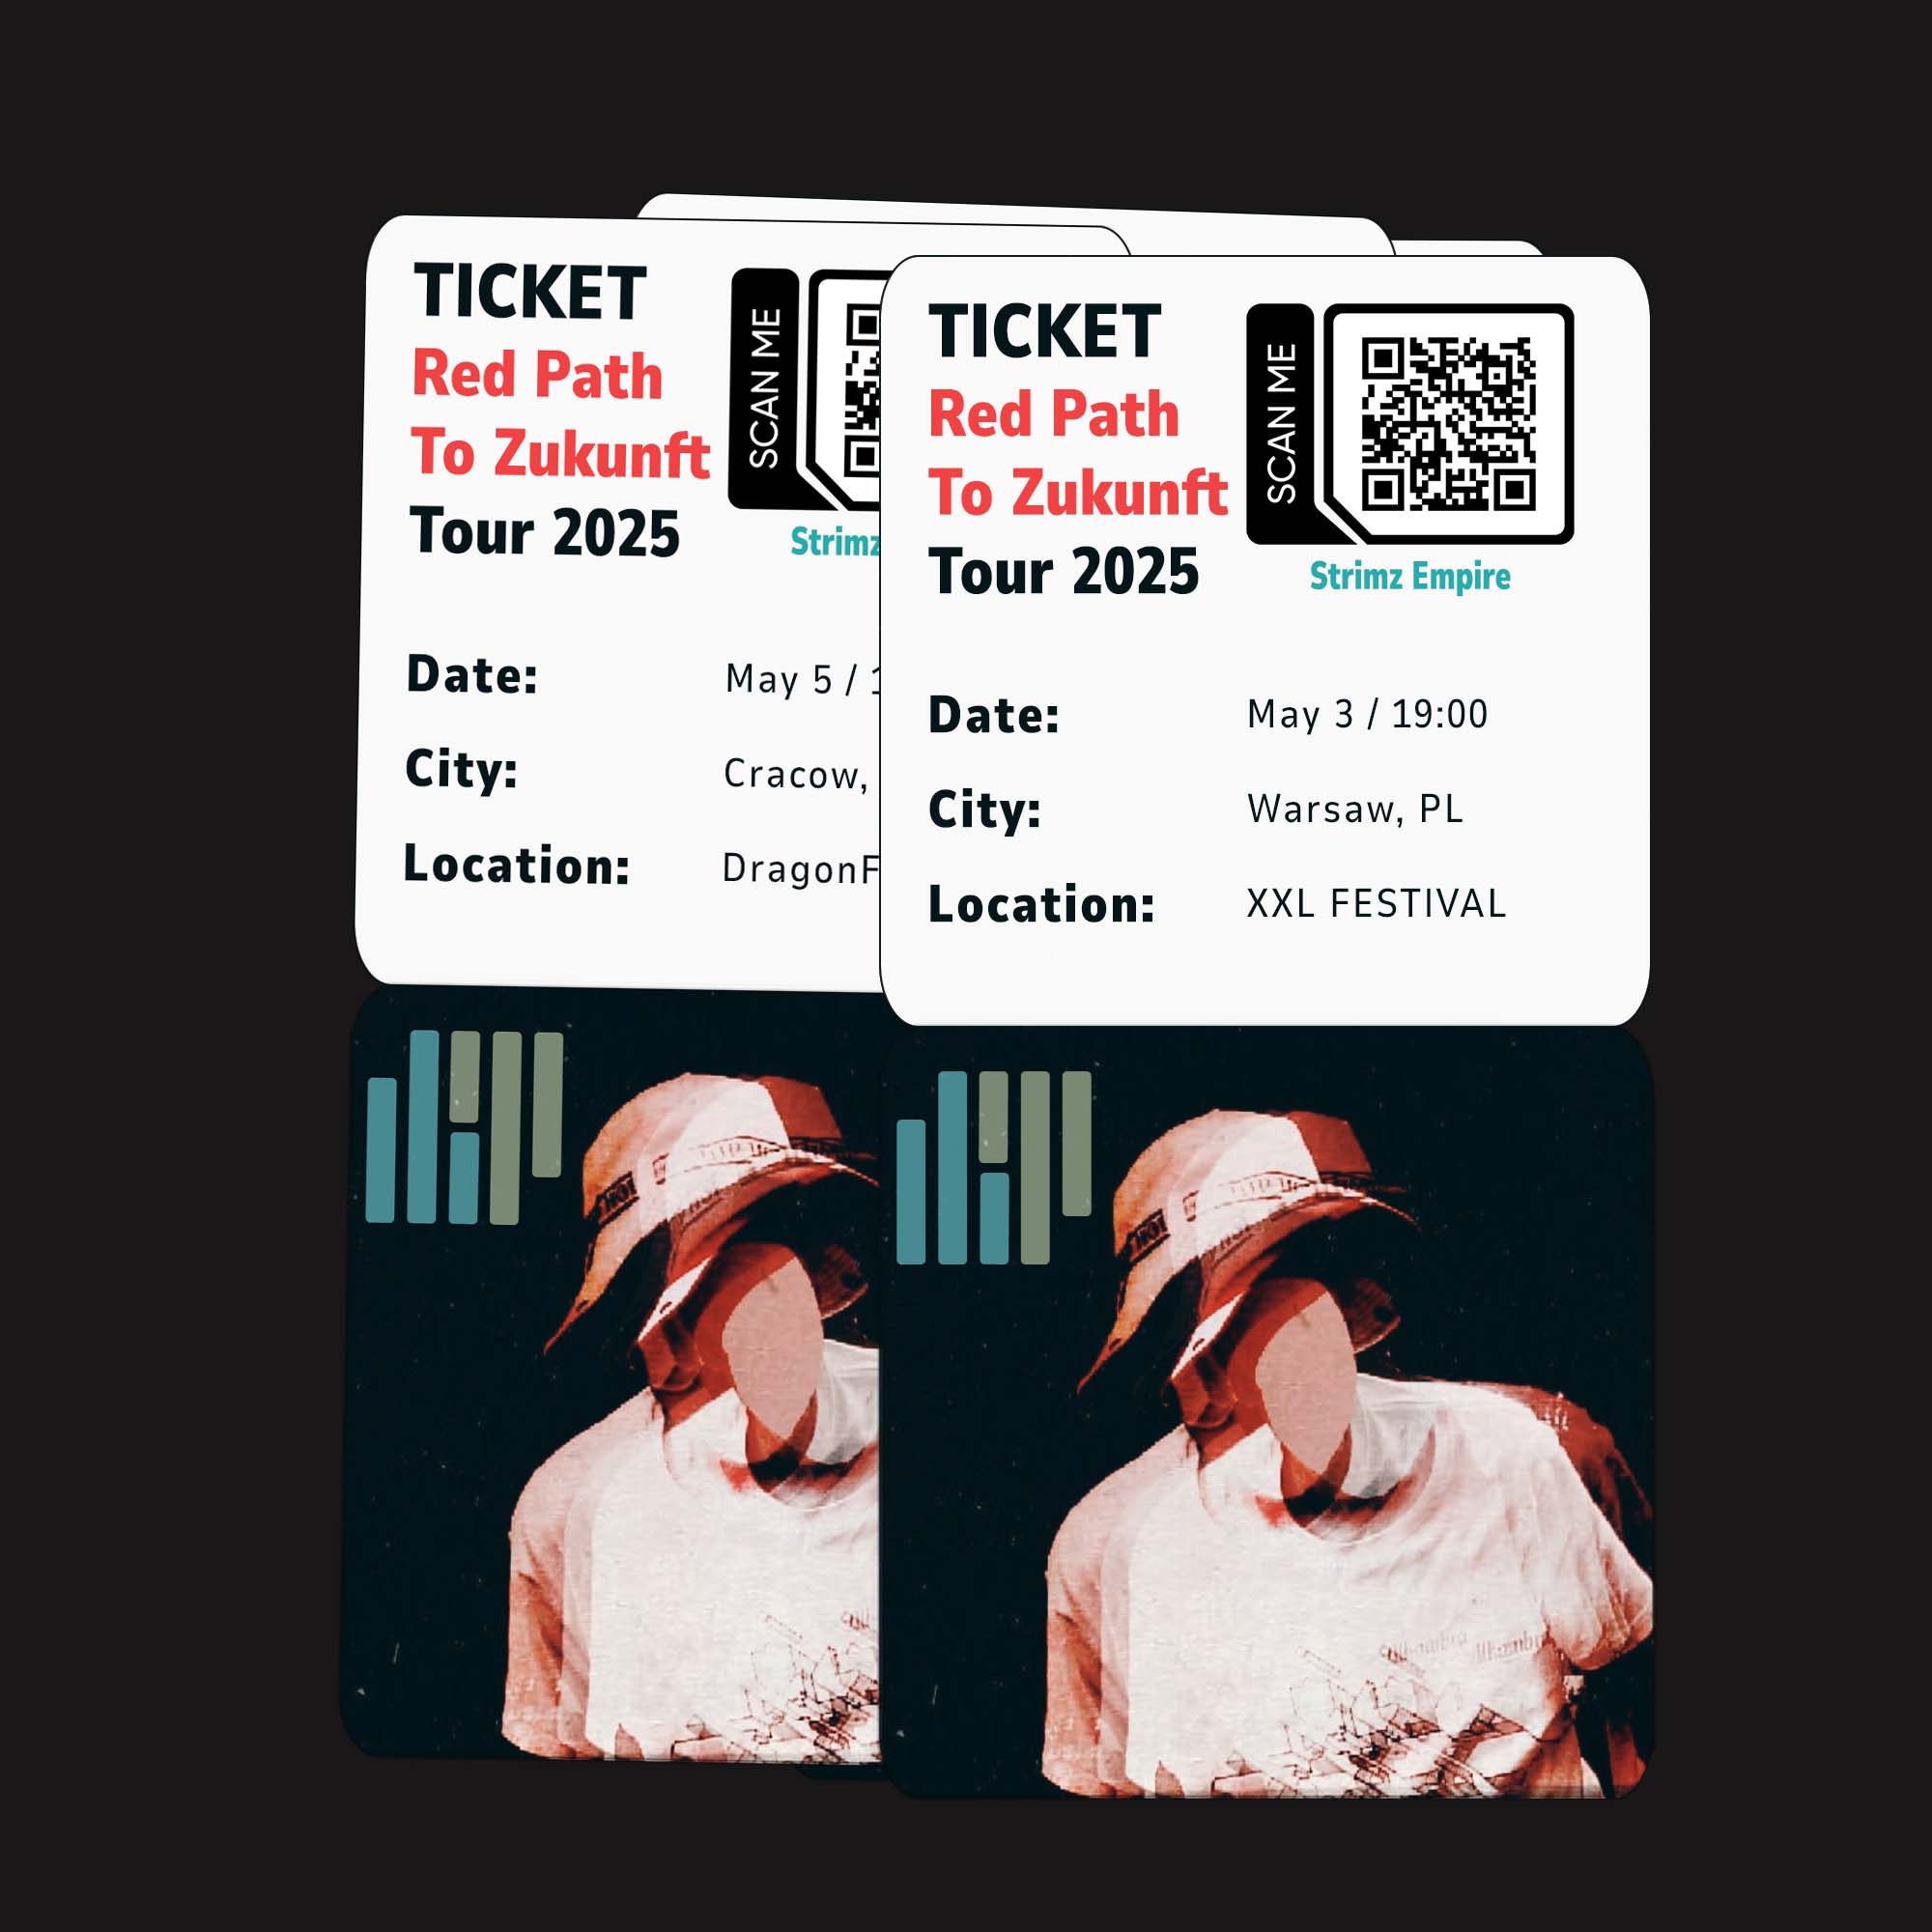 TICKET
Red Path
To Zukunft
Tour 2025
SCAN ME
Strimz
Date:
May 5 /
City:
Cracow,
Location:
TICKET
Red Path
To Zukunft
Tour 2025
SCAN ME
Strimz Empire
Date:
May 3 / 19:00
City:
Warsaw, PL
Location:
XXL FESTIVAL